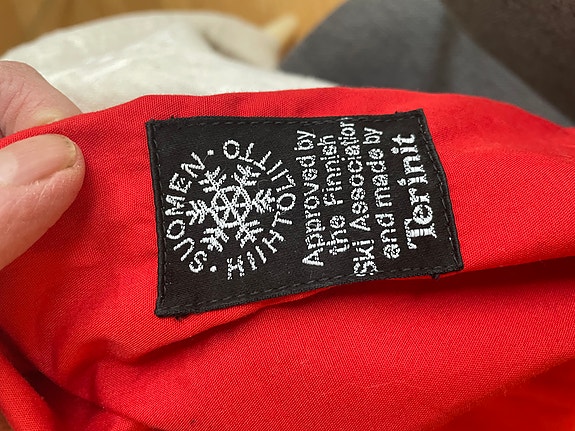 SUOMEN · HIIHTOLIITTO ·
Approved by
the Finnish
Ski Association
and made by
Terinit